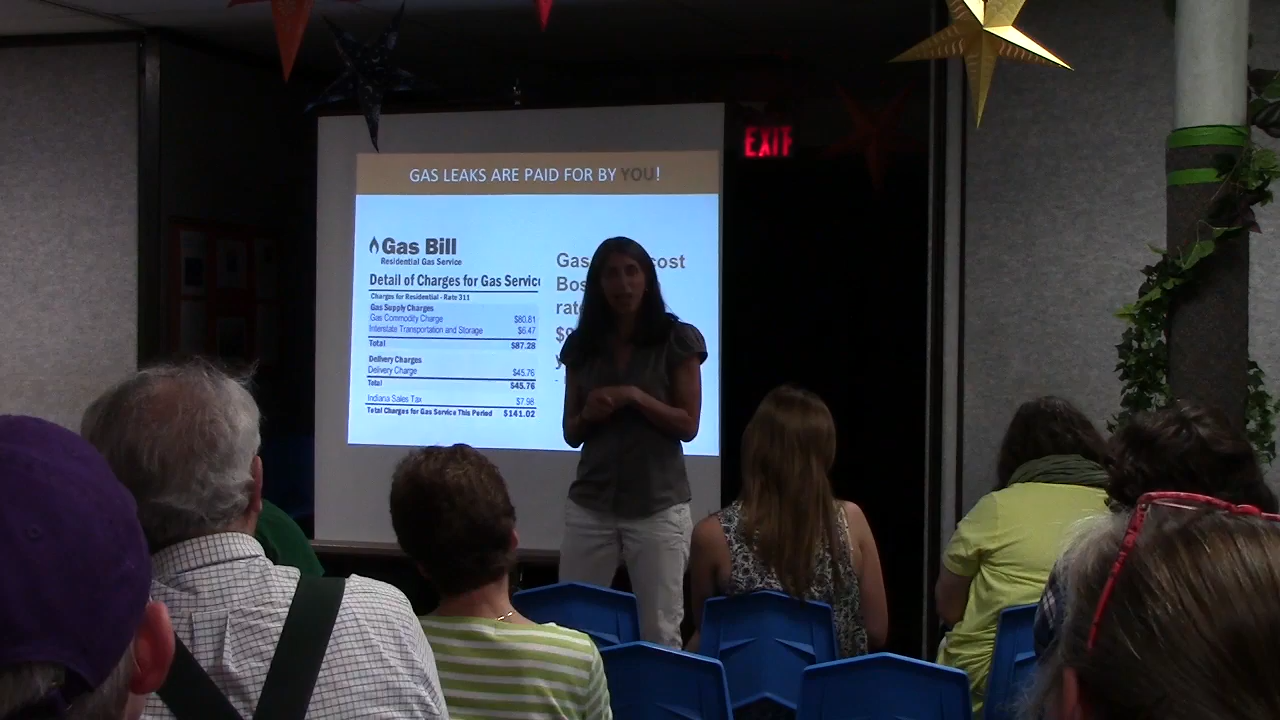 EXIT
GAS LEAKS ARE PAID FOR BY YOU!
Gas Bill
Residential Gas Service
Detail of Charges for Gas Service
Charges for Residential - Rate 311
Gas Supply Charges
Gas Commodity Charge $80.81
Interstate Transportation and Storage $6.47
Total $87.28
Delivery Charges
Delivery Charge $45.76
Total $45.76
Indiana Sales Tax $7.98
Total Charges for Gas Service This Period $141.02
Gas cost